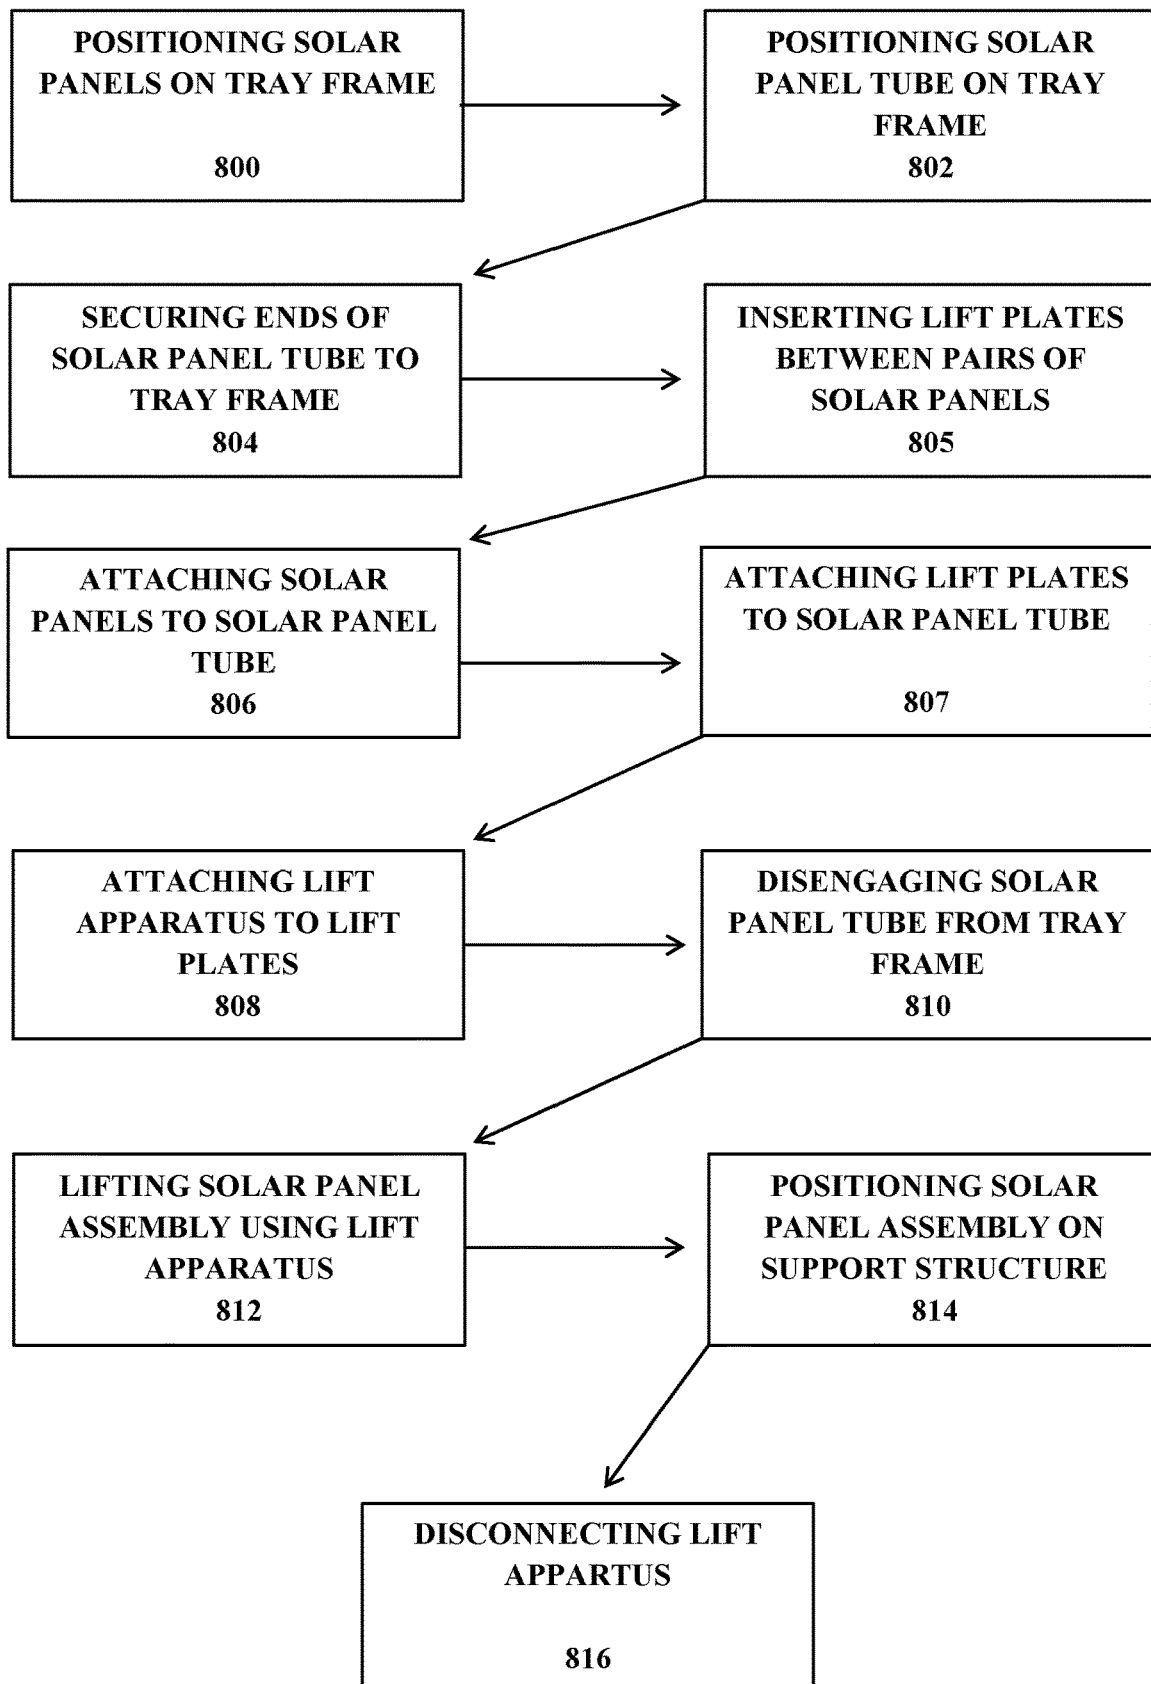 POSITIONING SOLAR
PANELS ON TRAY FRAME
800
POSITIONING SOLAR
PANEL TUBE ON TRAY
FRAME
802
SECURING ENDS OF
SOLAR PANEL TUBE TO
TRAY FRAME
804
INSERTING LIFT PLATES
BETWEEN PAIRS OF
SOLAR PANELS
805
ATTACHING SOLAR
PANELS TO SOLAR PANEL
TUBE
806
ATTACHING LIFT PLATES
TO SOLAR PANEL TUBE
807
ATTACHING LIFT
APPARATUS TO LIFT
PLATES
808
DISENGAGING SOLAR
PANEL TUBE FROM TRAY
FRAME
810
LIFTING SOLAR PANEL
ASSEMBLY USING LIFT
APPARATUS
812
POSITIONING SOLAR
PANEL ASSEMBLY ON
SUPPORT STRUCTURE
814
DISCONNECTING LIFT
APPARTUS
816